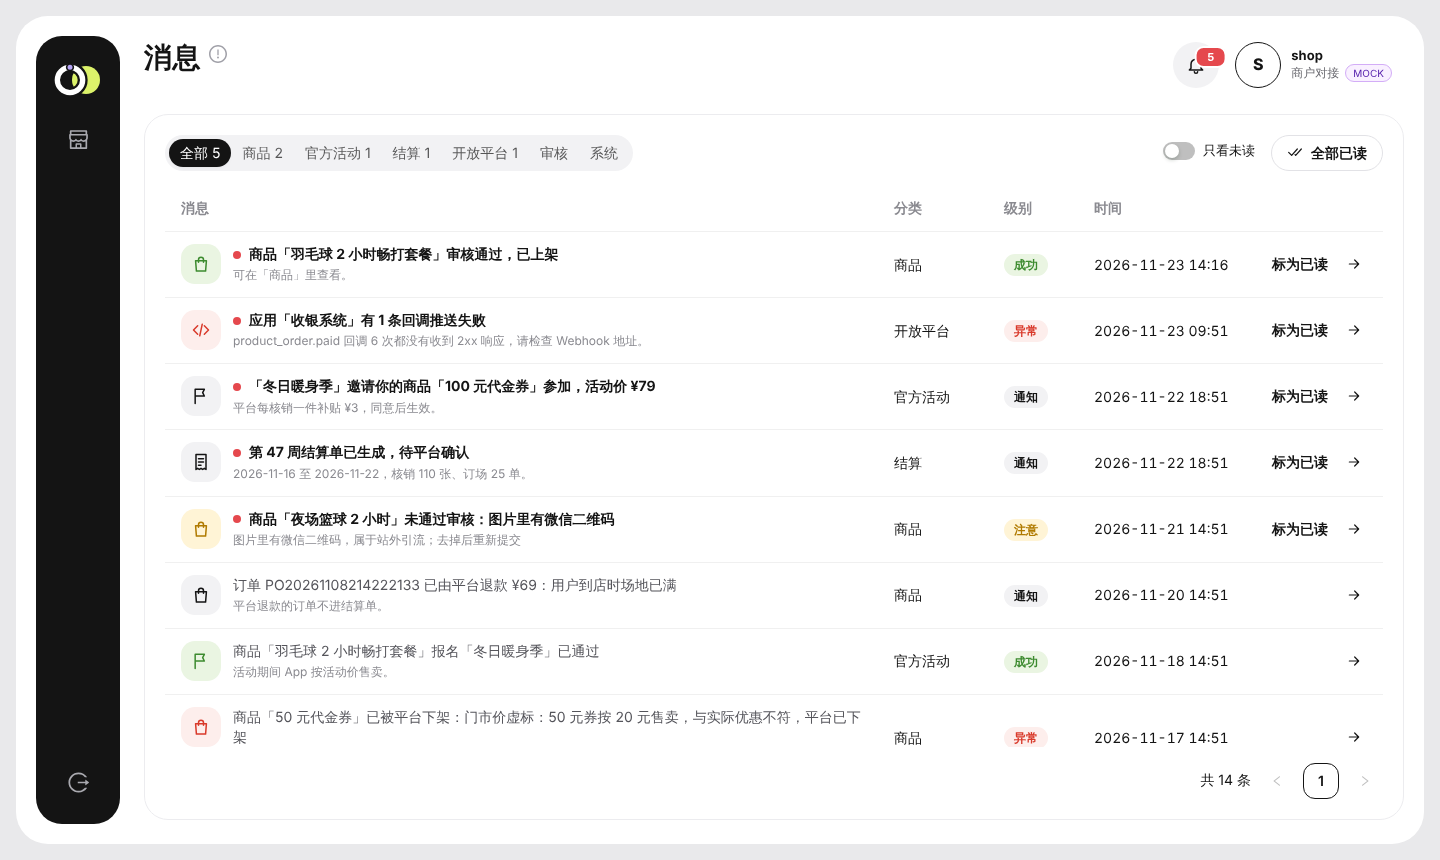 消息
5
S
shop
商户对接 MOCK
全部 5 商品 2 官方活动 1 结算 1 开放平台 1 审核 系统
只看未读
全部已读
消息 分类 级别 时间
商品「羽毛球 2 小时畅打套餐」审核通过，已上架
可在「商品」里查看。
商品 成功 2026-11-23 14:16 标为已读
应用「收银系统」有 1 条回调推送失败
product_order.paid 回调 6 次都没有收到 2xx 响应，请检查 Webhook 地址。
开放平台 异常 2026-11-23 09:51 标为已读
「冬日暖身季」邀请你的商品「100 元代金券」参加，活动价 ¥79
平台每核销一件补贴 ¥3，同意后生效。
官方活动 通知 2026-11-22 18:51 标为已读
第 47 周结算单已生成，待平台确认
2026-11-16 至 2026-11-22，核销 110 张、订场 25 单。
结算 通知 2026-11-22 18:51 标为已读
商品「夜场篮球 2 小时」未通过审核：图片里有微信二维码
图片里有微信二维码，属于站外引流；去掉后重新提交
商品 注意 2026-11-21 14:51 标为已读
订单 PO20261108214222133 已由平台退款 ¥69：用户到店时场地已满
平台退款的订单不进结算单。
商品 通知 2026-11-20 14:51
商品「羽毛球 2 小时畅打套餐」报名「冬日暖身季」已通过
活动期间 App 按活动价售卖。
官方活动 成功 2026-11-18 14:51
商品「50 元代金券」已被平台下架：门市价虚标：50 元券按 20 元售卖，与实际优惠不符，平台已下
架
商品 异常 2026-11-17 14:51
共 14 条 1